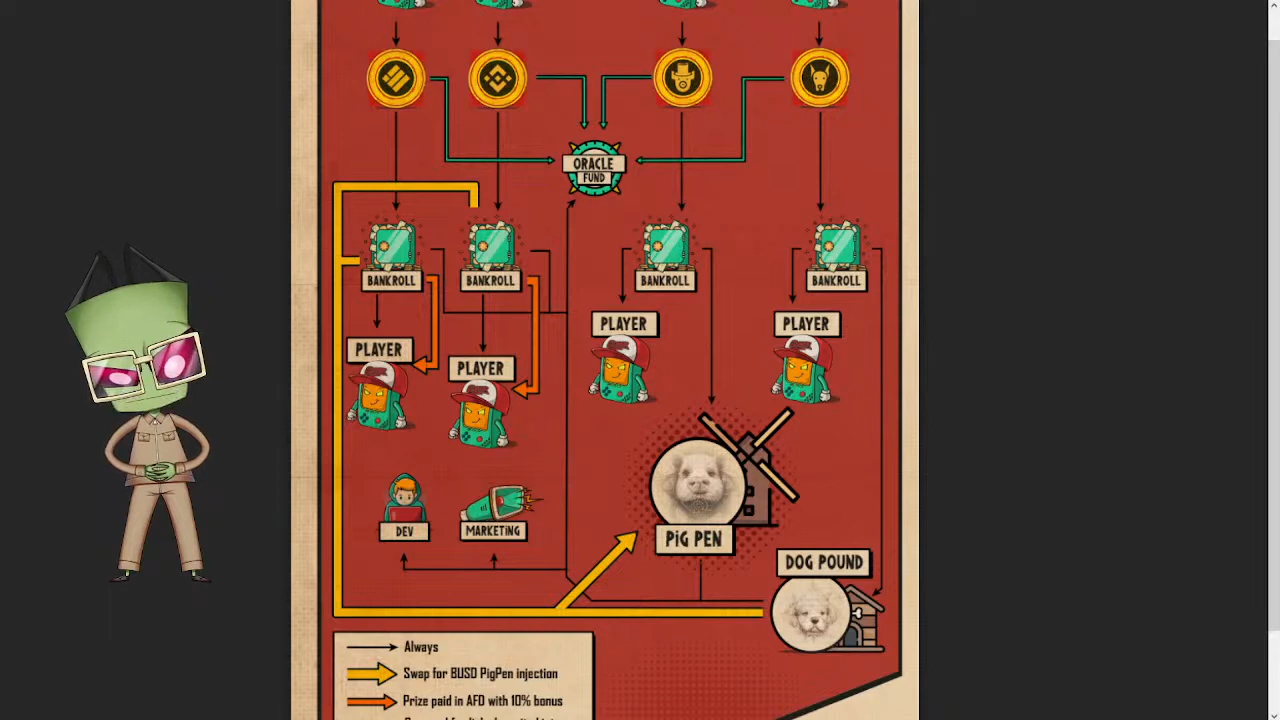 ORACLE
FUND
BANKROLL
BANKROLL
BANKROLL
BANKROLL
PLAYER
PLAYER
PLAYER
PLAYER
DEV
MARKETING
PIG PEN
DOG POUND
Always
Swap for BUSD PigPen injection
Prize paid in AFD with 10% bonus